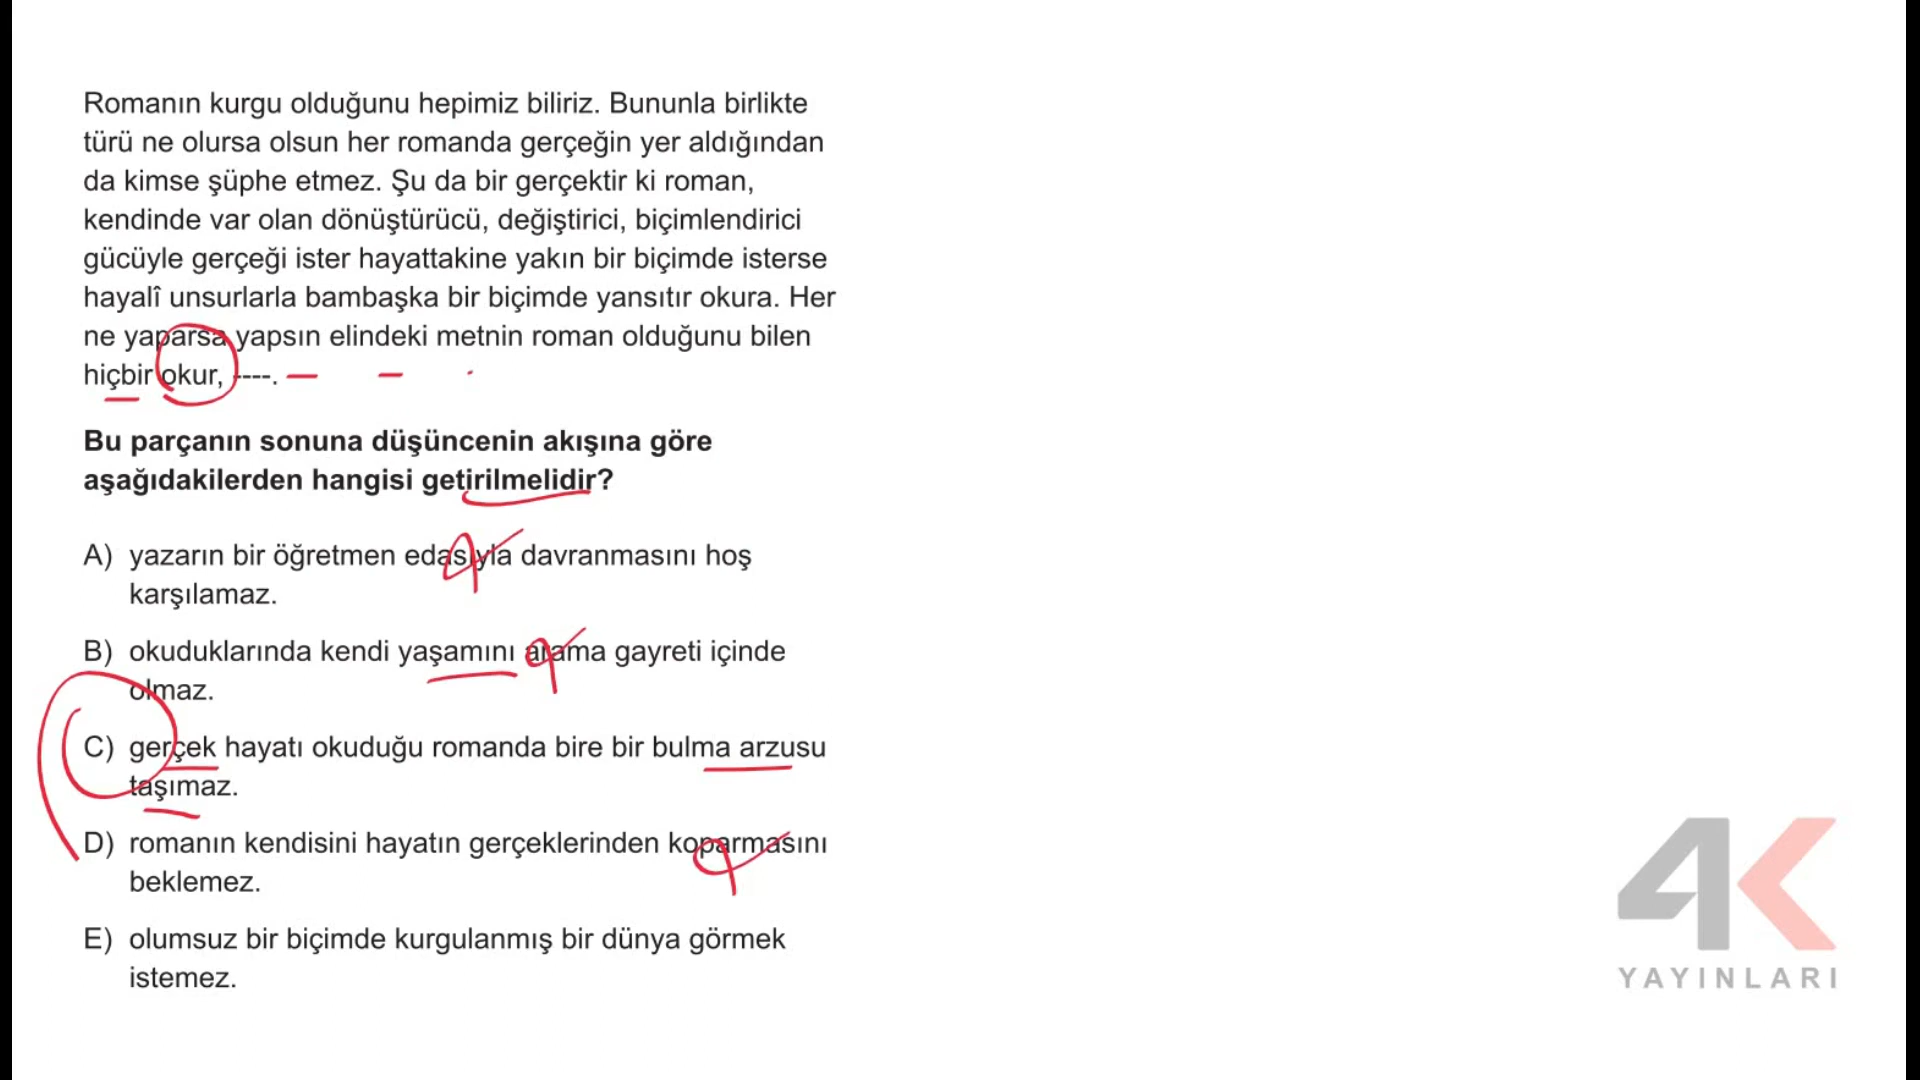 Romanın kurgu olduğunu hepimiz biliriz. Bununla birlikte
türü ne olursa olsun her romanda gerçeğin yer aldığından
da kimse şüphe etmez. Şu da bir gerçektir ki roman,
kendinde var olan dönüştürücü, değiştirici, biçimlendirici
gücüyle gerçeği ister hayattakine yakın bir biçimde isterse
hayalî unsurlarla bambaşka bir biçimde yansıtır okura. Her
ne yaparsa yapsın elindeki metnin roman olduğunu bilen
hiçbir okur, ----.
Bu parçanın sonuna düşüncenin akışına göre
aşağıdakilerden hangisi getirilmelidir?
A) yazarın bir öğretmen edasıyla davranmasını hoş
karşılamaz.
B) okuduklarında kendi yaşamını arama gayreti içinde
olmaz.
C) gerçek hayatı okuduğu romanda bire bir bulma arzusu
taşımaz.
D) romanın kendisini hayatın gerçeklerinden koparmasını
beklemez.
E) olumsuz bir biçimde kurgulanmış bir dünya görmek
istemez.
4K
YAYINLARI